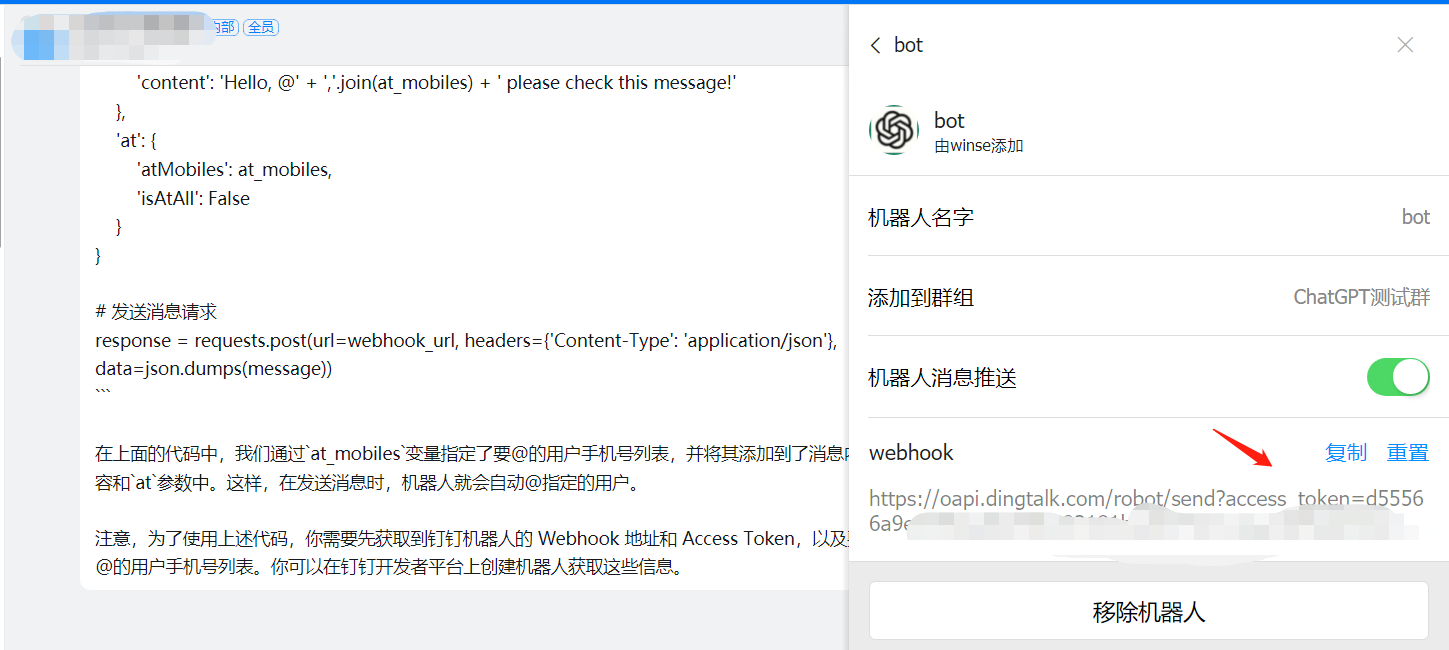 全员
'content': 'Hello, @' + ','.join(at_mobiles) + ' please check this message!'
},
'at': {
'atMobiles': at_mobiles,
'isAtAll': False
}
}
# 发送消息请求
response = requests.post(url=webhook_url, headers={'Content-Type': 'application/json'},
data=json.dumps(message))
```
在上面的代码中，我们通过`at_mobiles`变量指定了要@的用户手机号列表，并将其添加到了消息
容和`at`参数中。这样，在发送消息时，机器人就会自动@指定的用户。
注意，为了使用上述代码，你需要先获取到钉钉机器人的 Webhook 地址和 Access Token，以及
@的用户手机号列表。你可以在钉钉开发者平台上创建机器人获取这些信息。
bot
bot
由winse添加
机器人名字
bot
添加到群组
ChatGPT测试群
机器人消息推送
webhook
复制
重置
https://oapi.dingtalk.com/robot/send?access_token=d5556
6a9
移除机器人